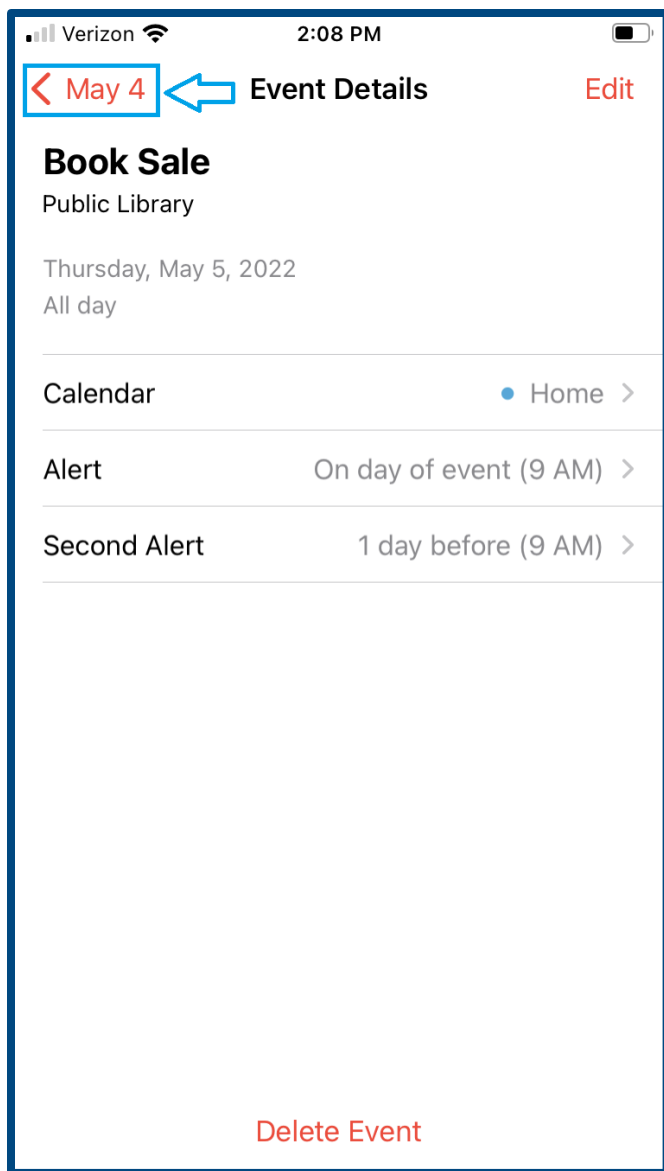 Verizon 2:08 PM
May 4 Event Details Edit
Book Sale
Public Library
Thursday, May 5, 2022
All day
Calendar Home
Alert On day of event (9 AM)
Second Alert 1 day before (9 AM)
Delete Event